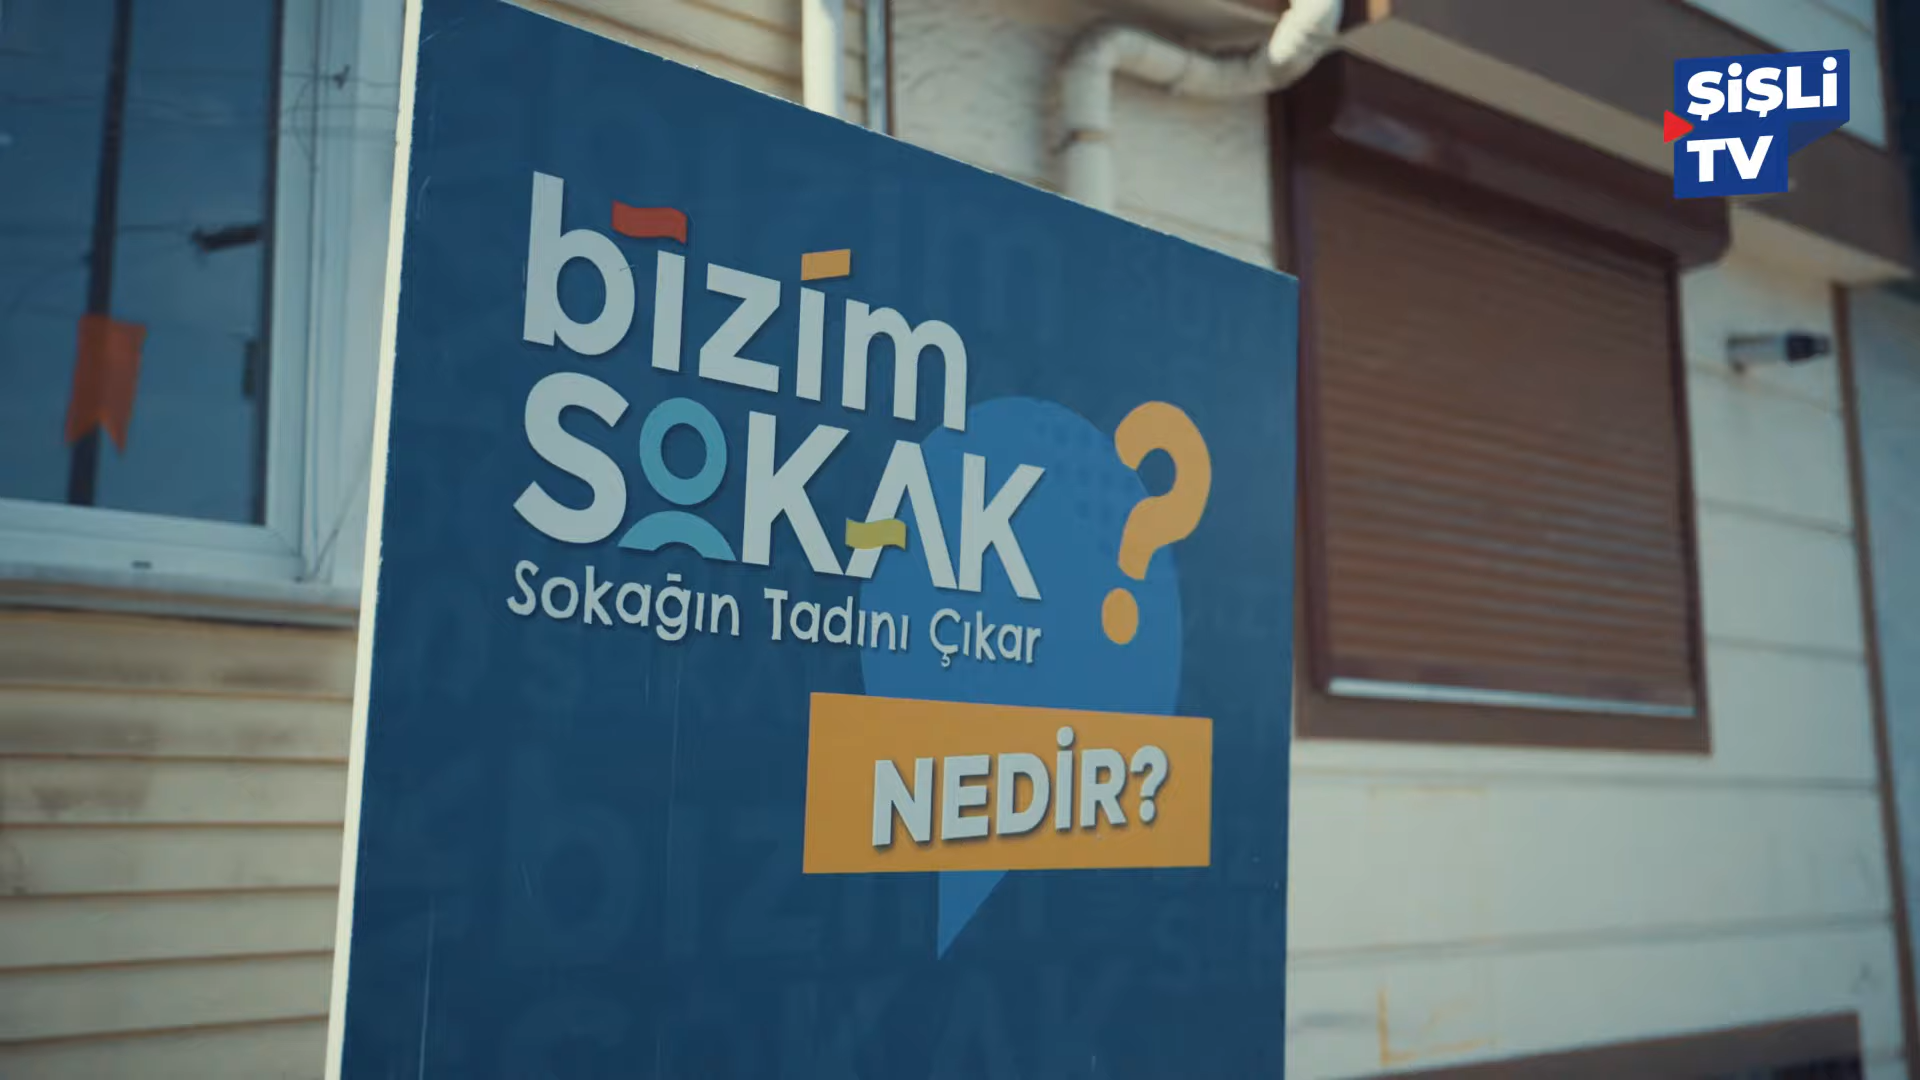 ŞİŞLİ
TV
bizim
SOKAK
Sokağın Tadını Çıkar
?
NEDİR?